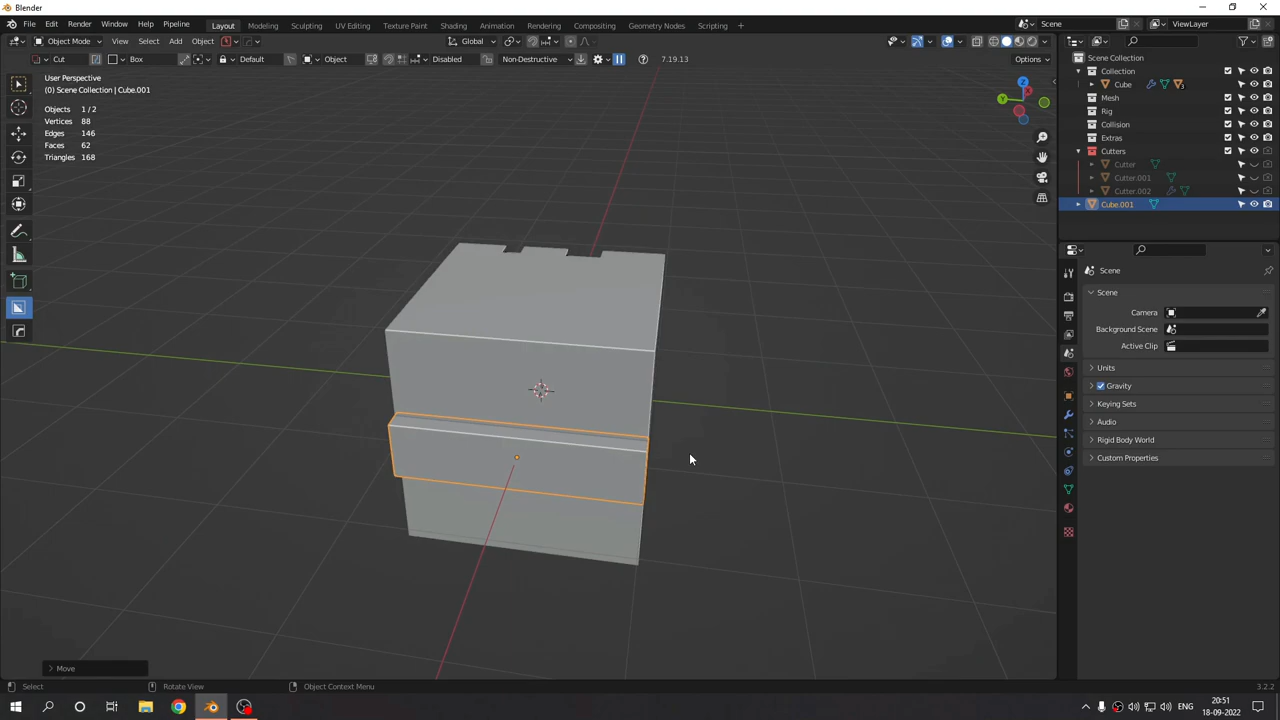 Blender
File Edit Render Window Help Pipeline Layout Modeling Sculpting UV Editing Texture Paint Shading Animation Rendering Compositing Geometry Nodes Scripting + Scene ViewLayer
Object Mode View Select Add Object Global
Cut Box Default Object Disabled Non-Destructive 7.19.13 Options
User Perspective
(0) Scene Collection | Cube.001
Objects 1 / 2
Vertices 88
Edges 146
Faces 62
Triangles 168
Z
Y
X
Move
Scene Collection
Collection
Cube 3
Mesh
Rig
Collision
Extras
Cutters
Cutter
Cutter.001
Cutter.002
Cube.001
Scene
Scene
Camera
Background Scene
Active Clip
Units
Gravity
Keying Sets
Audio
Rigid Body World
Custom Properties
Select Rotate View Object Context Menu 3.2.2
ENG 20:51
18-09-2022